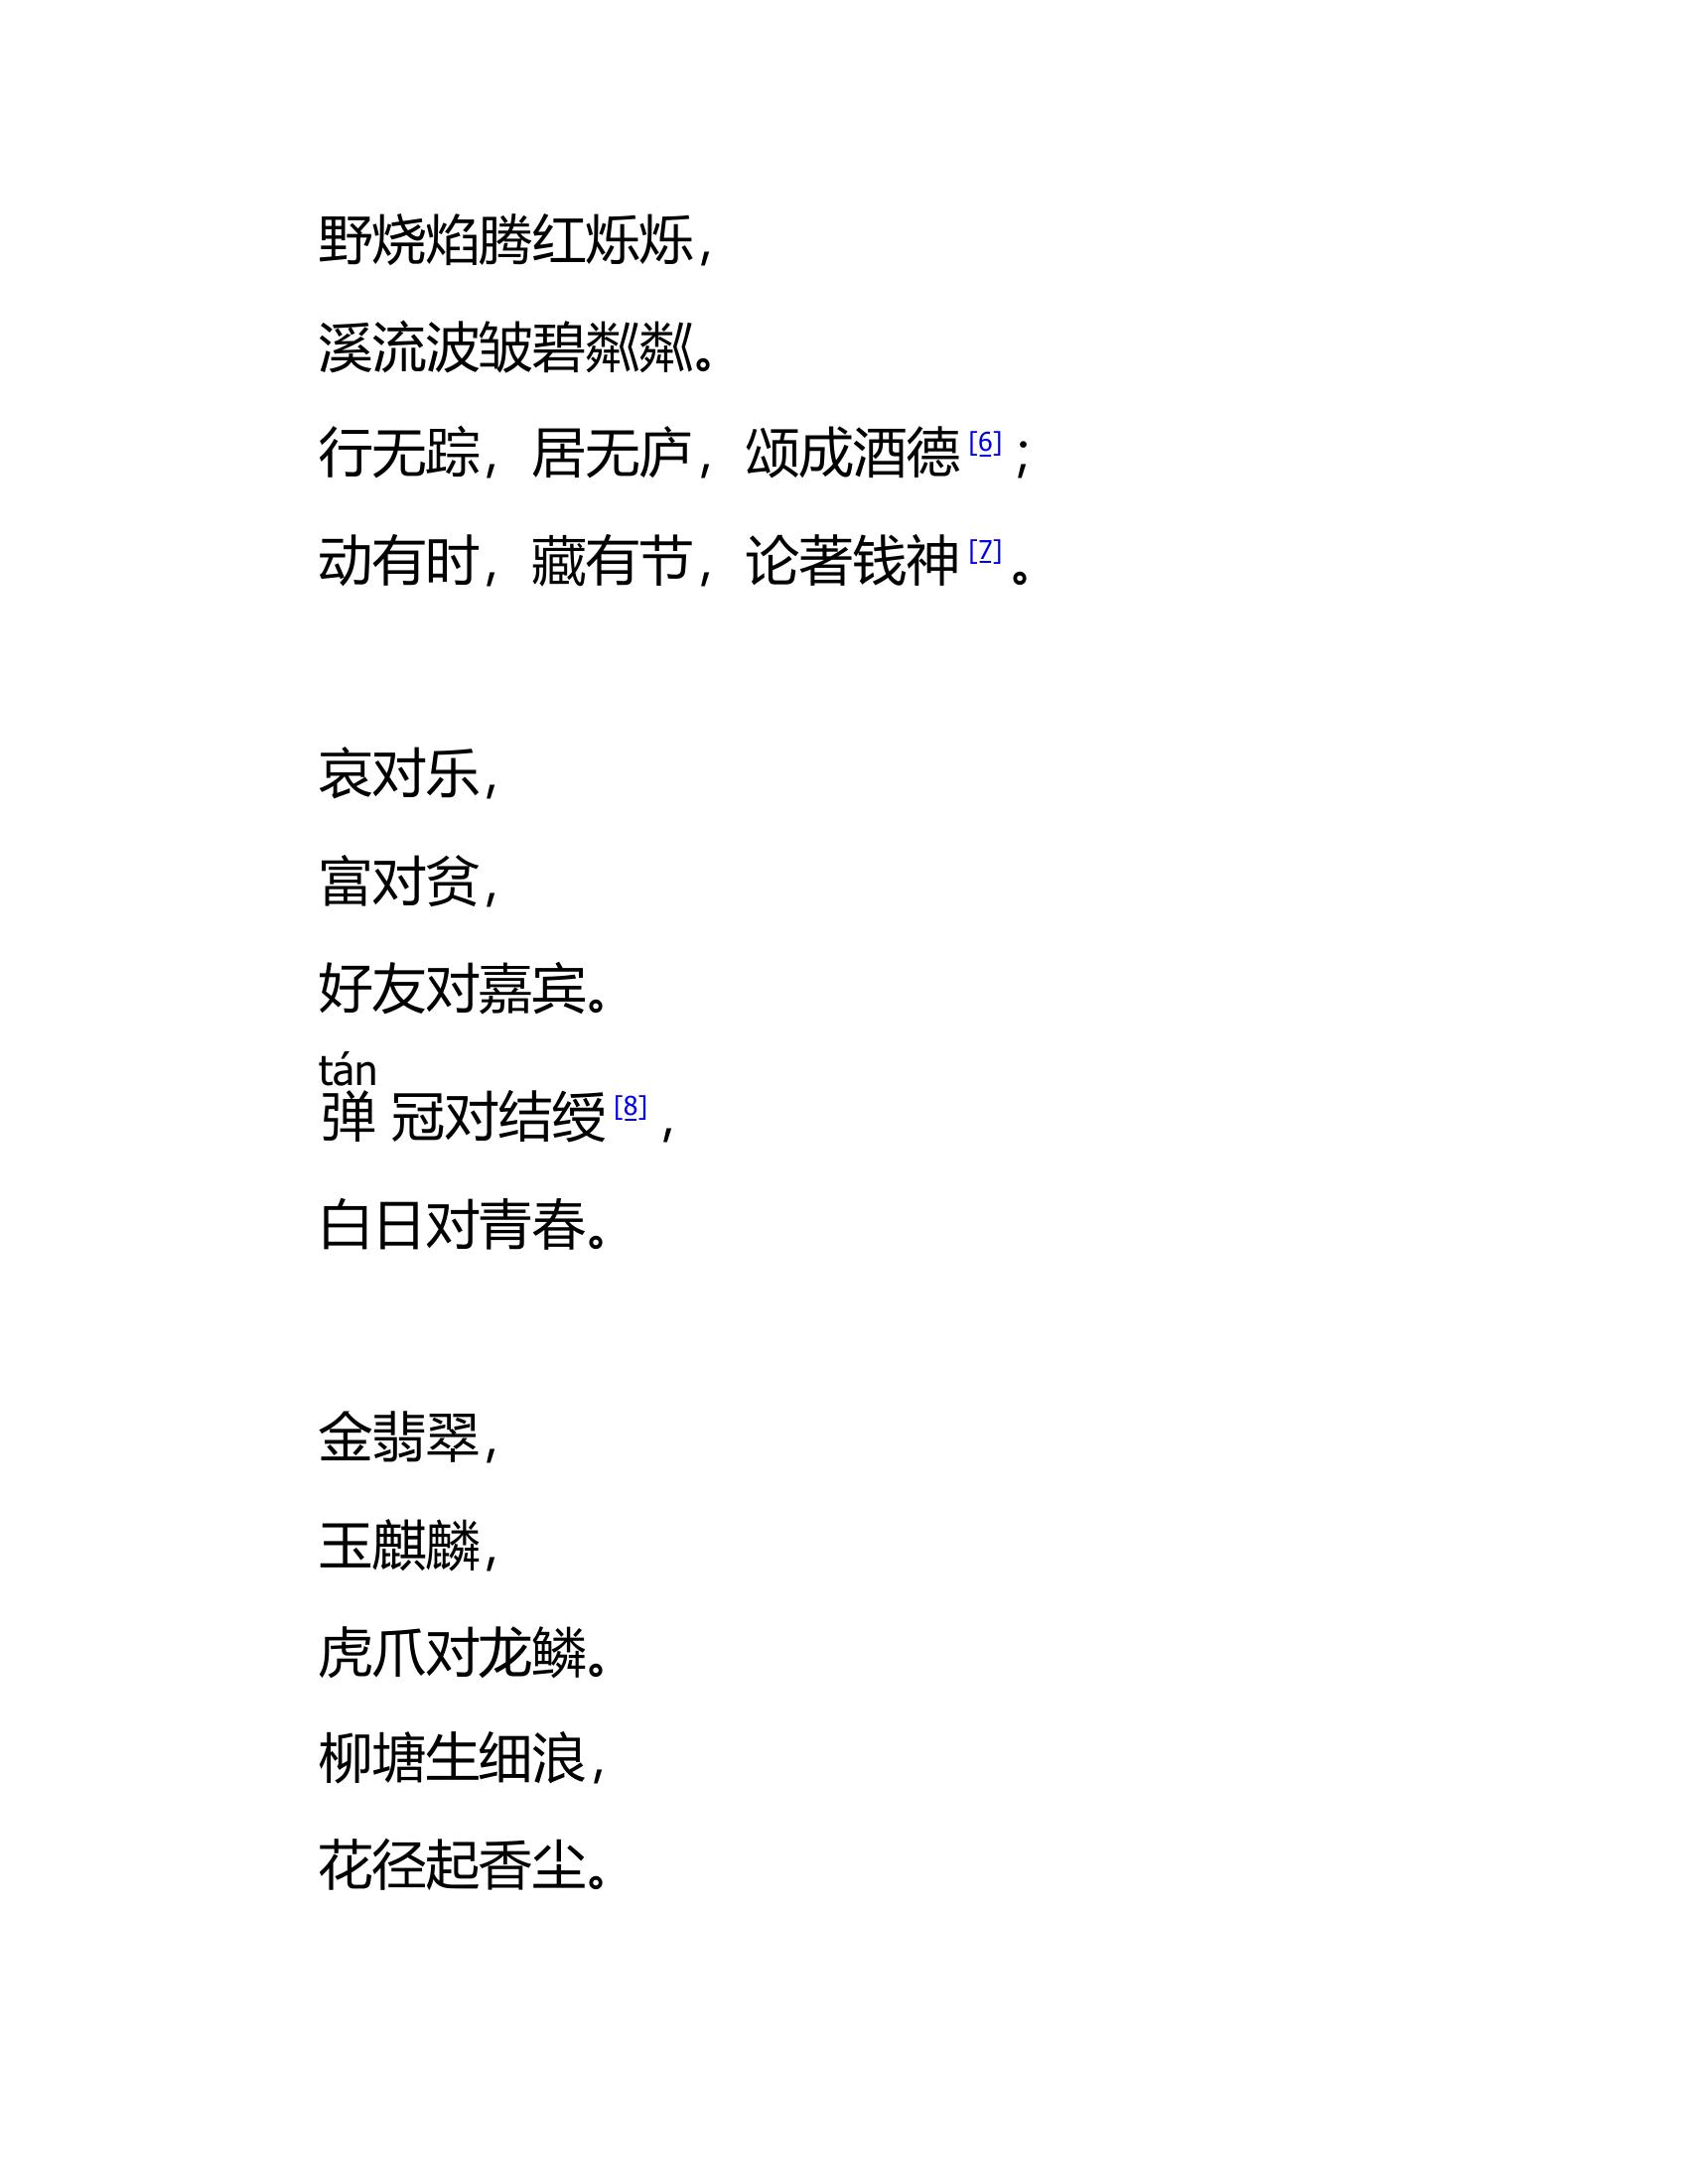 野烧焰腾红烁烁，
溪流波皱碧粼粼。
行无踪，居无庐，颂成酒德[6]；
动有时，藏有节，论著钱神[7]。
哀对乐，
富对贫，
好友对嘉宾。
tán
弹 冠对结绶[8]，
白日对青春。
金翡翠，
玉麒麟，
虎爪对龙鳞。
柳塘生细浪，
花径起香尘。